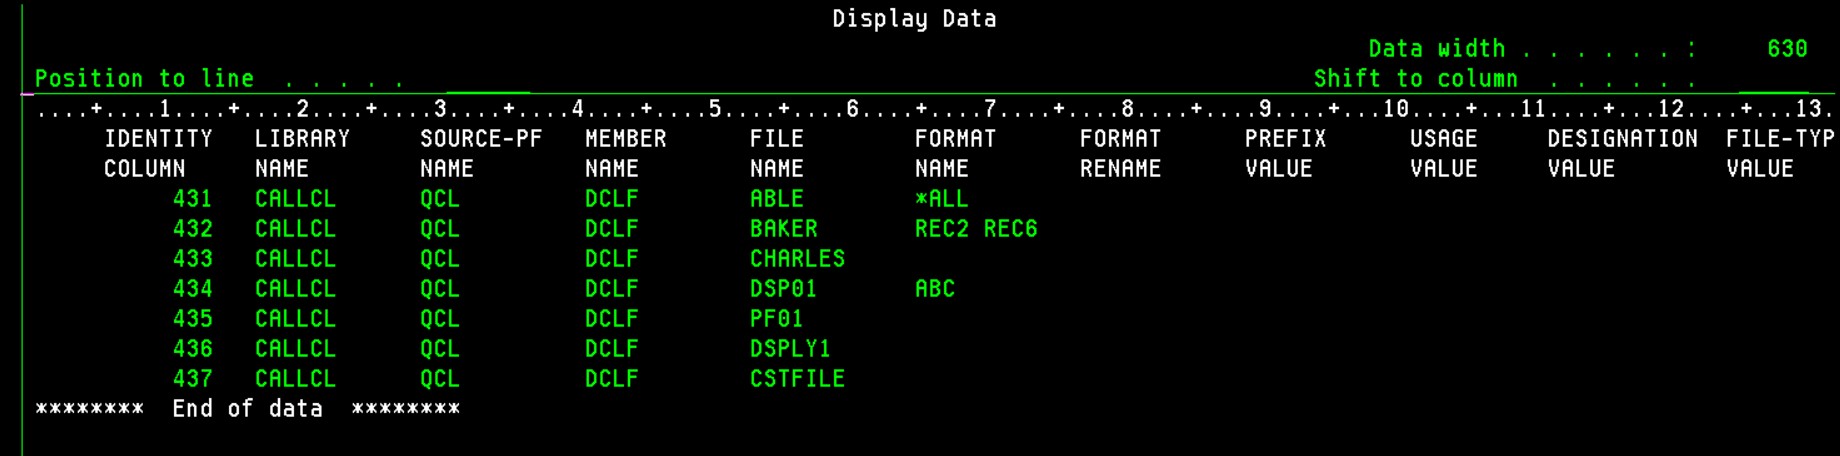 Display Data
Data width . . . . . . : 630
Position to line . . . . . Shift to column . . . . . .
....+....1....+....2....+....3....+....4....+....5....+....6....+....7....+....8....+....9....+...10....+...11....+...12....+...13.
IDENTITY LIBRARY SOURCE-PF MEMBER FILE FORMAT FORMAT PREFIX USAGE DESIGNATION FILE-TYP
COLUMN NAME NAME NAME NAME NAME RENAME VALUE VALUE VALUE VALUE
431 CALLCL QCL DCLF ABLE *ALL
432 CALLCL QCL DCLF BAKER REC2 REC6
433 CALLCL QCL DCLF CHARLES
434 CALLCL QCL DCLF DSP01 ABC
435 CALLCL QCL DCLF PF01
436 CALLCL QCL DCLF DSPLY1
437 CALLCL QCL DCLF CSTFILE
******** End of data ********